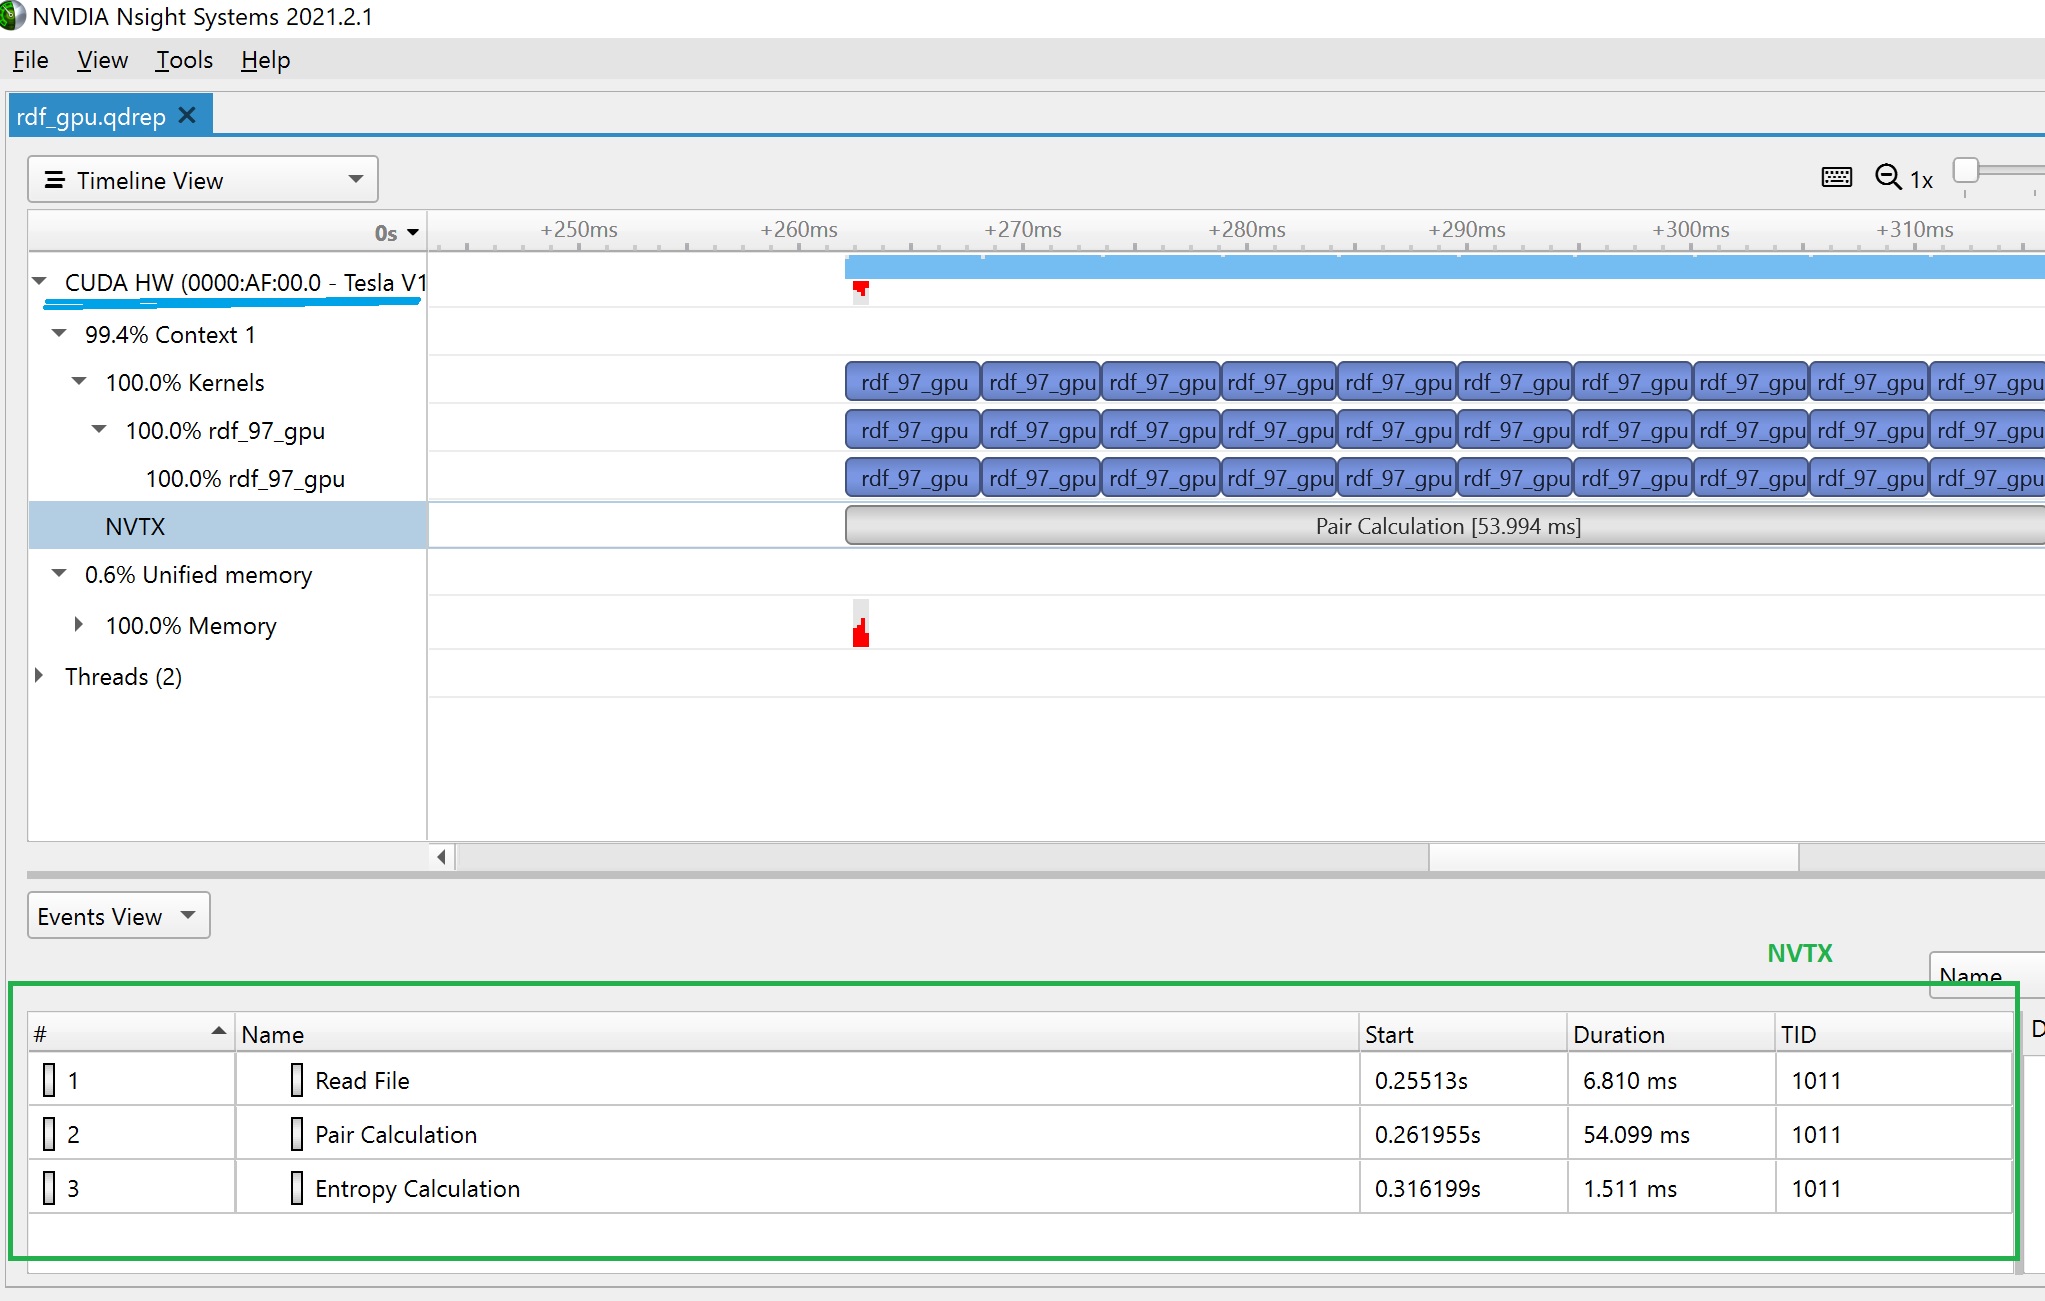 NVIDIA Nsight Systems 2021.2.1
File View Tools Help
rdf_gpu.qdrep
Timeline View
1x
0s
+250ms +260ms +270ms +280ms +290ms +300ms +310ms
CUDA HW (0000:AF:00.0 - Tesla V1
99.4% Context 1
100.0% Kernels
rdf_97_gpu rdf_97_gpu rdf_97_gpu rdf_97_gpu rdf_97_gpu rdf_97_gpu rdf_97_gpu rdf_97_gpu rdf_97_gpu rdf_97_gpu
100.0% rdf_97_gpu
rdf_97_gpu rdf_97_gpu rdf_97_gpu rdf_97_gpu rdf_97_gpu rdf_97_gpu rdf_97_gpu rdf_97_gpu rdf_97_gpu rdf_97_gpu
100.0% rdf_97_gpu
rdf_97_gpu rdf_97_gpu rdf_97_gpu rdf_97_gpu rdf_97_gpu rdf_97_gpu rdf_97_gpu rdf_97_gpu rdf_97_gpu rdf_97_gpu
NVTX
Pair Calculation [53.994 ms]
0.6% Unified memory
100.0% Memory
Threads (2)
Events View
NVTX
Name
# Name Start Duration TID
D
1 Read File 0.25513s 6.810 ms 1011
2 Pair Calculation 0.261955s 54.099 ms 1011
3 Entropy Calculation 0.316199s 1.511 ms 1011